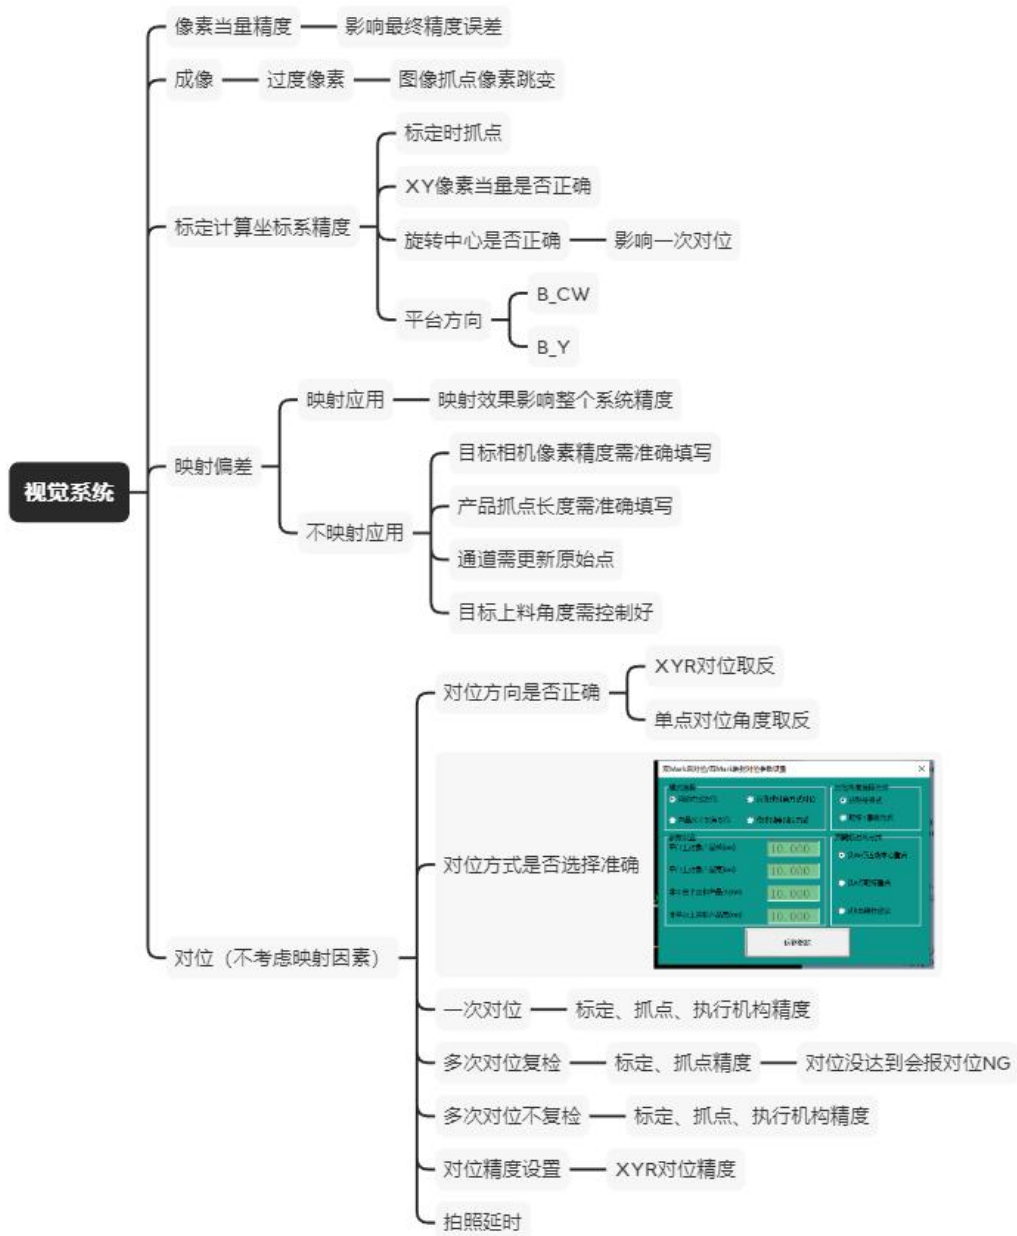 像素当量精度
影响最终精度误差
成像
过度像素
图像抓点像素跳变
标定时抓点
XY像素当量是否正确
标定计算坐标系精度
旋转中心是否正确
影响一次对位
平台方向
B_CW
B_Y
映射应用
映射效果影响整个系统精度
映射偏差
目标相机像素精度需准确填写
视觉系统
产品抓点长度需准确填写
不映射应用
通道需更新原始点
目标上料角度需控制好
XYR对位取反
对位方向是否正确
单点对位角度取反
对位方式是否选择准确
10.000
10.000
10.000
10.000
对位（不考虑映射因素）
一次对位
标定、抓点、执行机构精度
多次对位复检
标定、抓点精度
对位没达到会报对位NG
多次对位不复检
标定、抓点、执行机构精度
对位精度设置
XYR对位精度
拍照延时